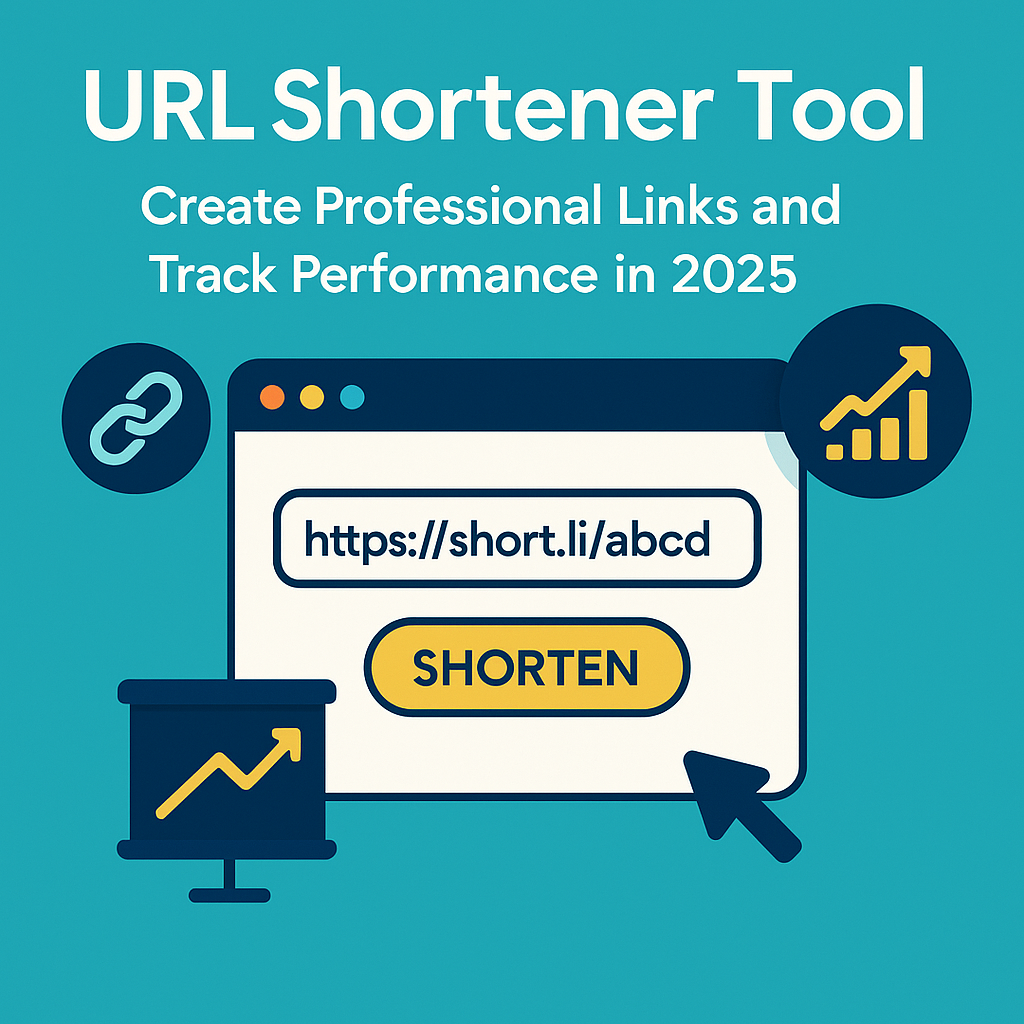 URL Shortener Tool
Create Professional Links and
Track Performance in 2025
https://short.li/abcd
SHORTEN